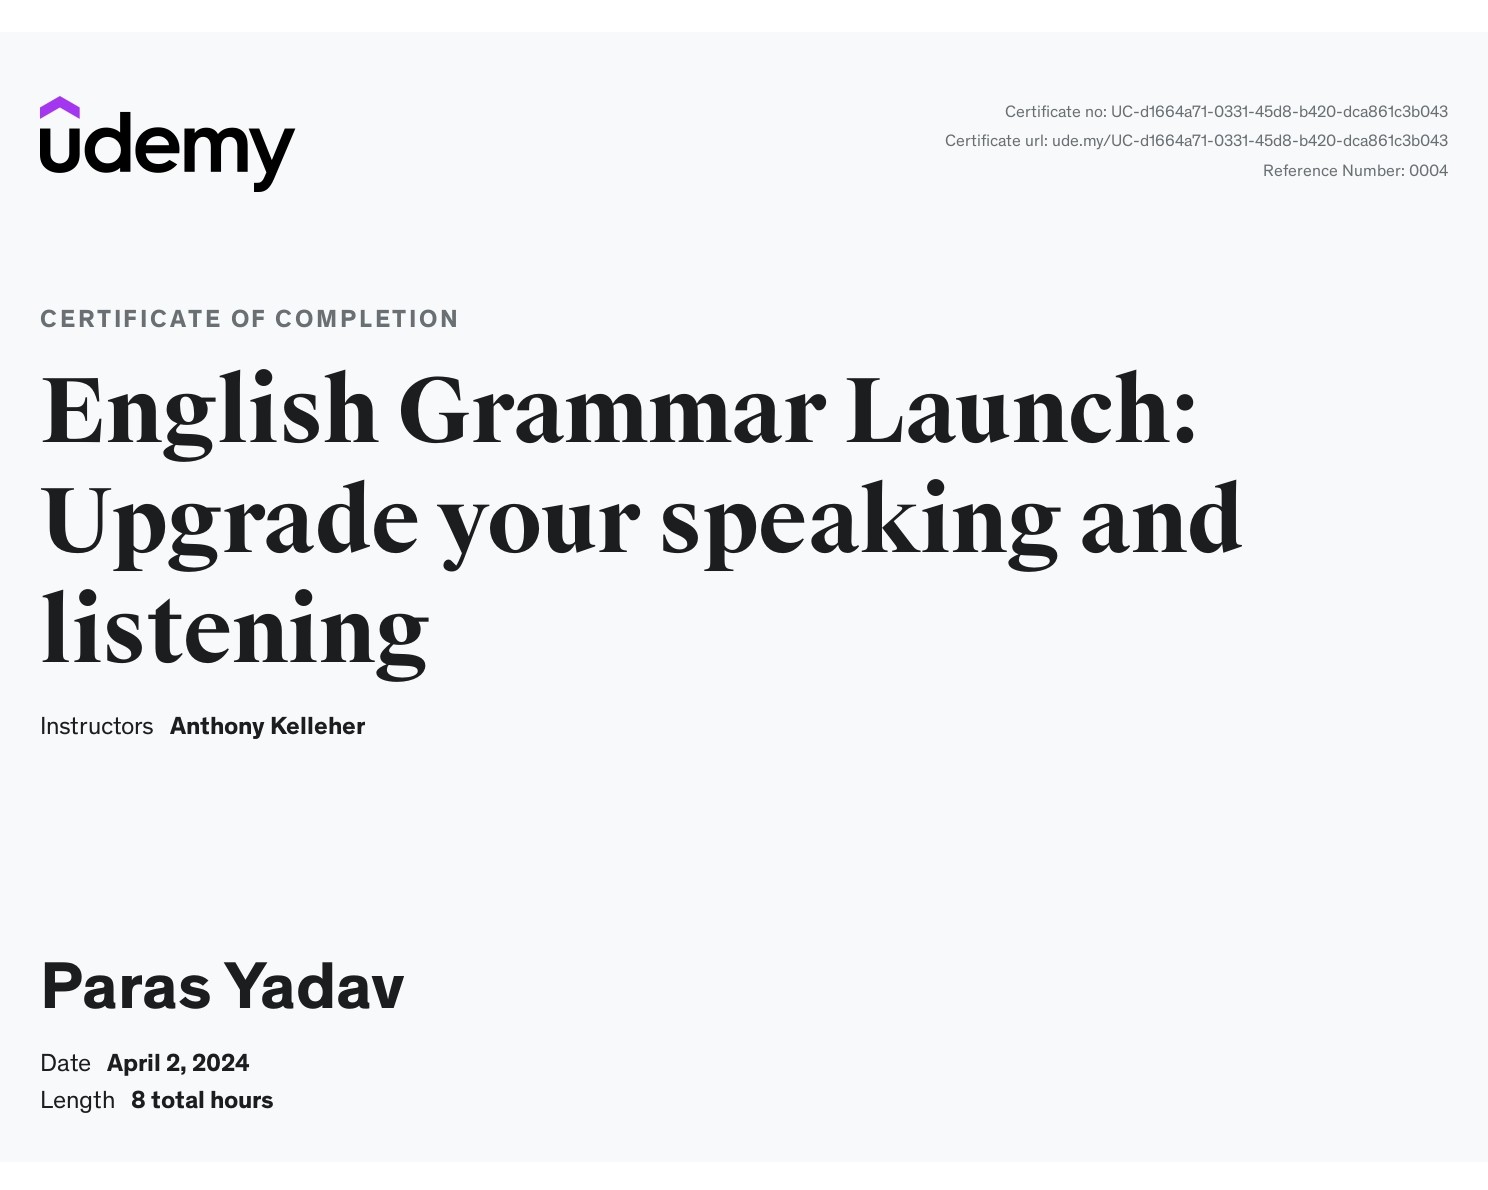 udemy
Certificate no: UC-d1664a71-0331-45d8-b420-dca861c3b043
Certificate url: ude.my/UC-d1664a71-0331-45d8-b420-dca861c3b043
Reference Number: 0004
CERTIFICATE OF COMPLETION
English Grammar Launch:
Upgrade your speaking and
listening
Instructors Anthony Kelleher
Paras Yadav
Date April 2, 2024
Length 8 total hours